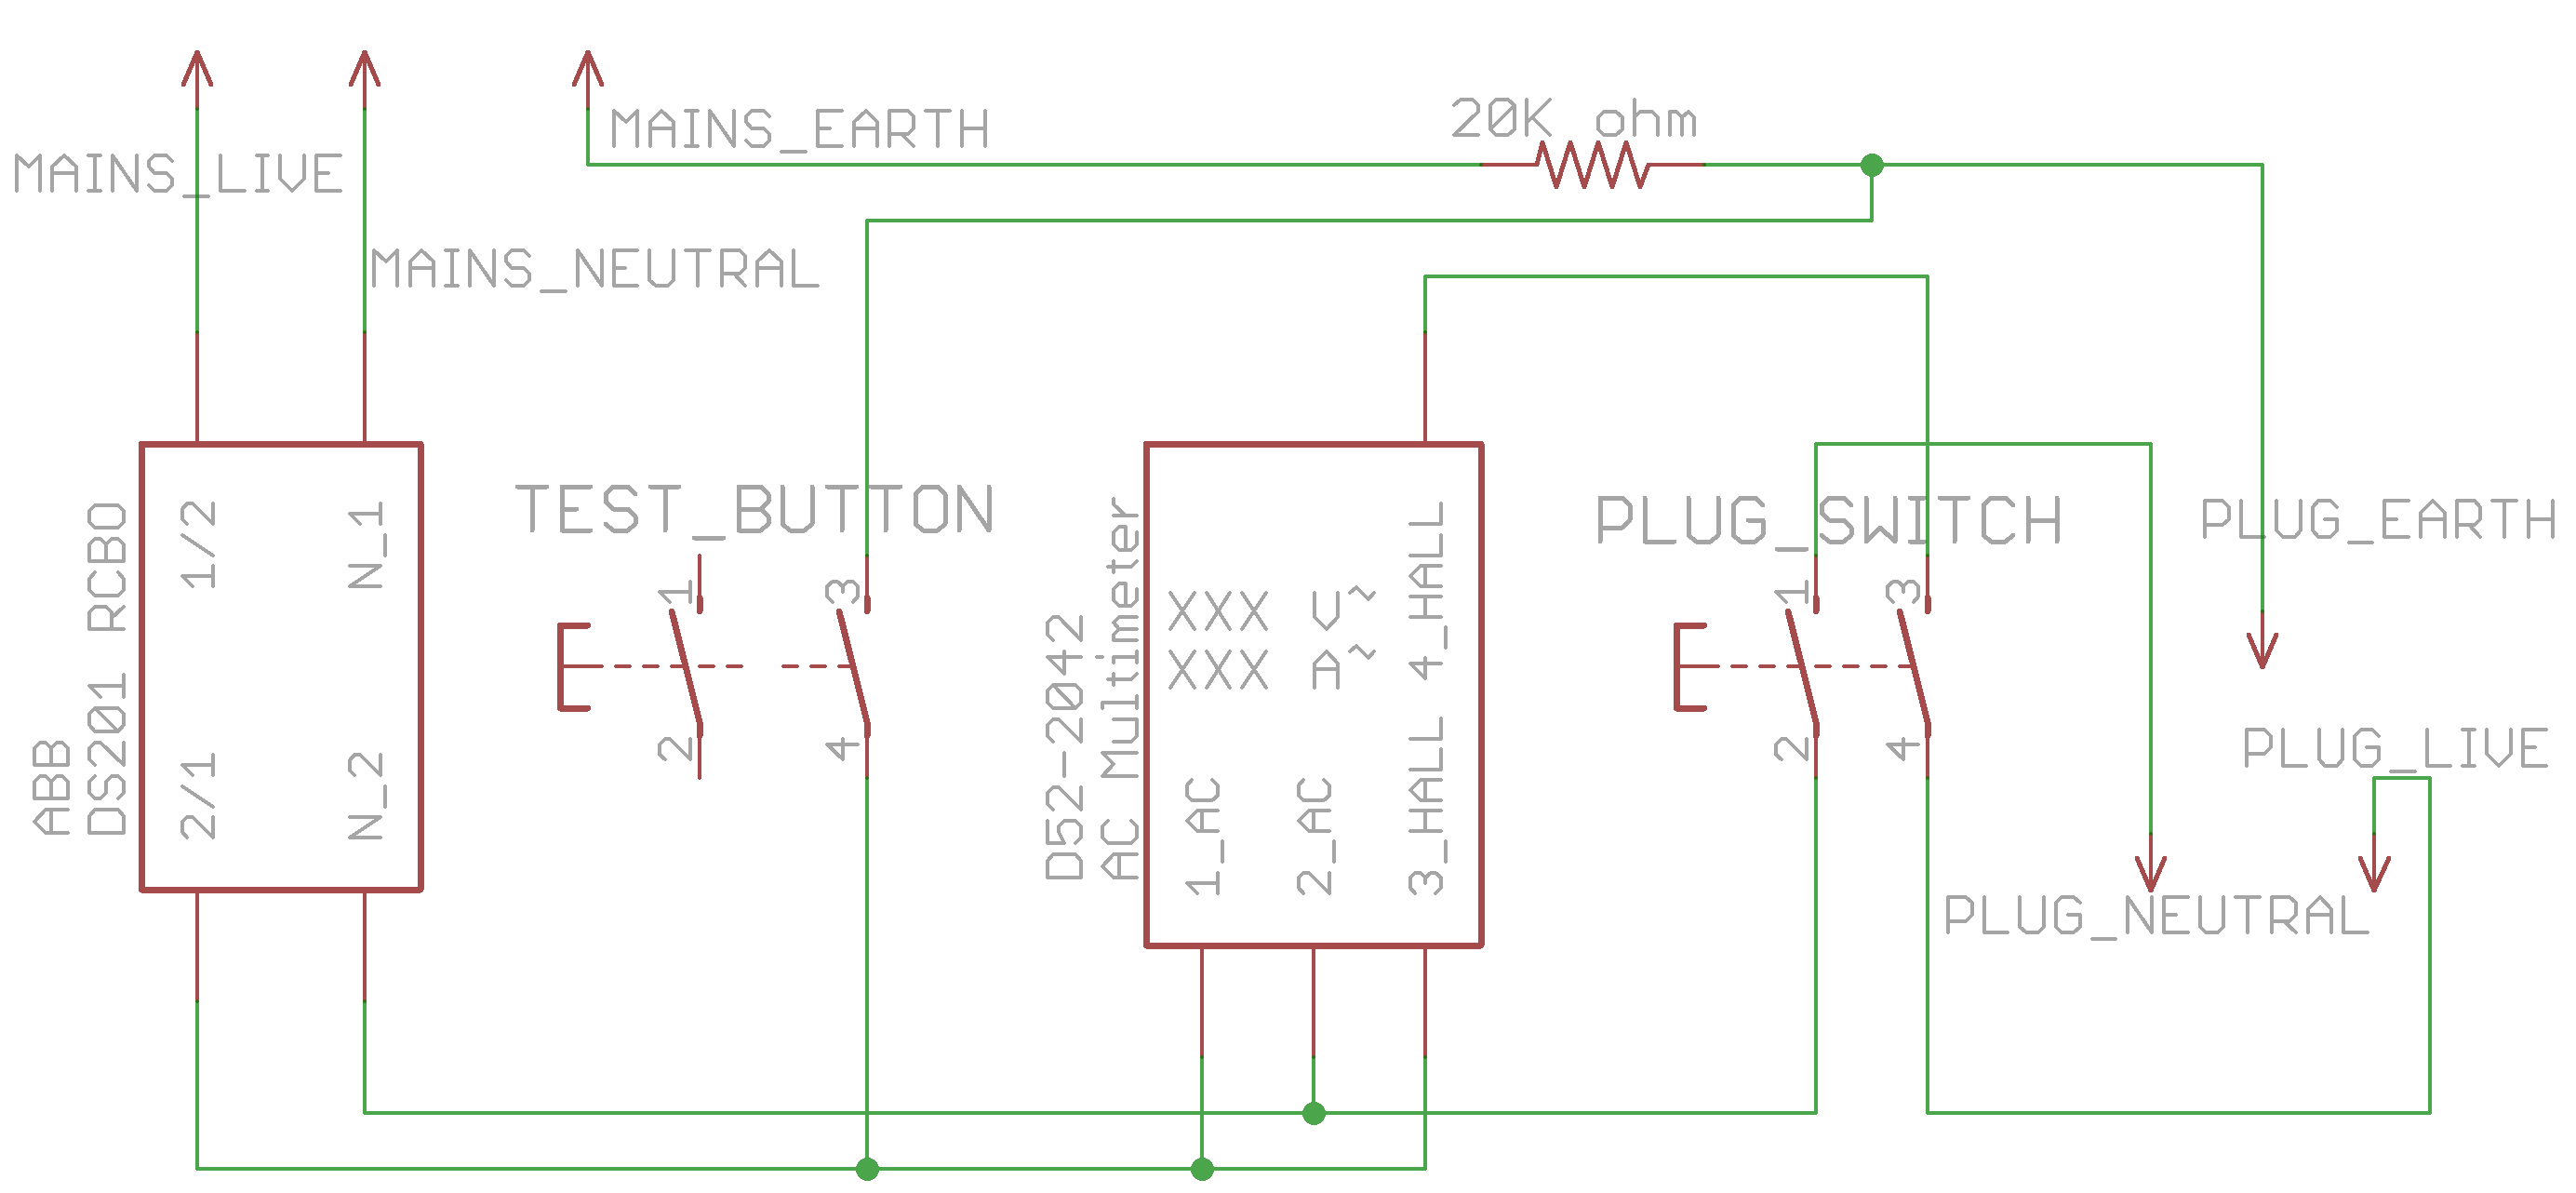 20K ohm
MAINS_EARTH
MAINS_LIVE
MAINS_NEUTRAL
ABB
DS201 RCBO
1/2
N_1
2/1
N_2
TEST_BUTTON
1
3
2
4
D52-2042
AC Multimeter
XXX V~
XXX A~
4_HALL
1_AC
2_AC
3_HALL
PLUG_SWITCH
1
3
2
4
PLUG_EARTH
PLUG_LIVE
PLUG_NEUTRAL